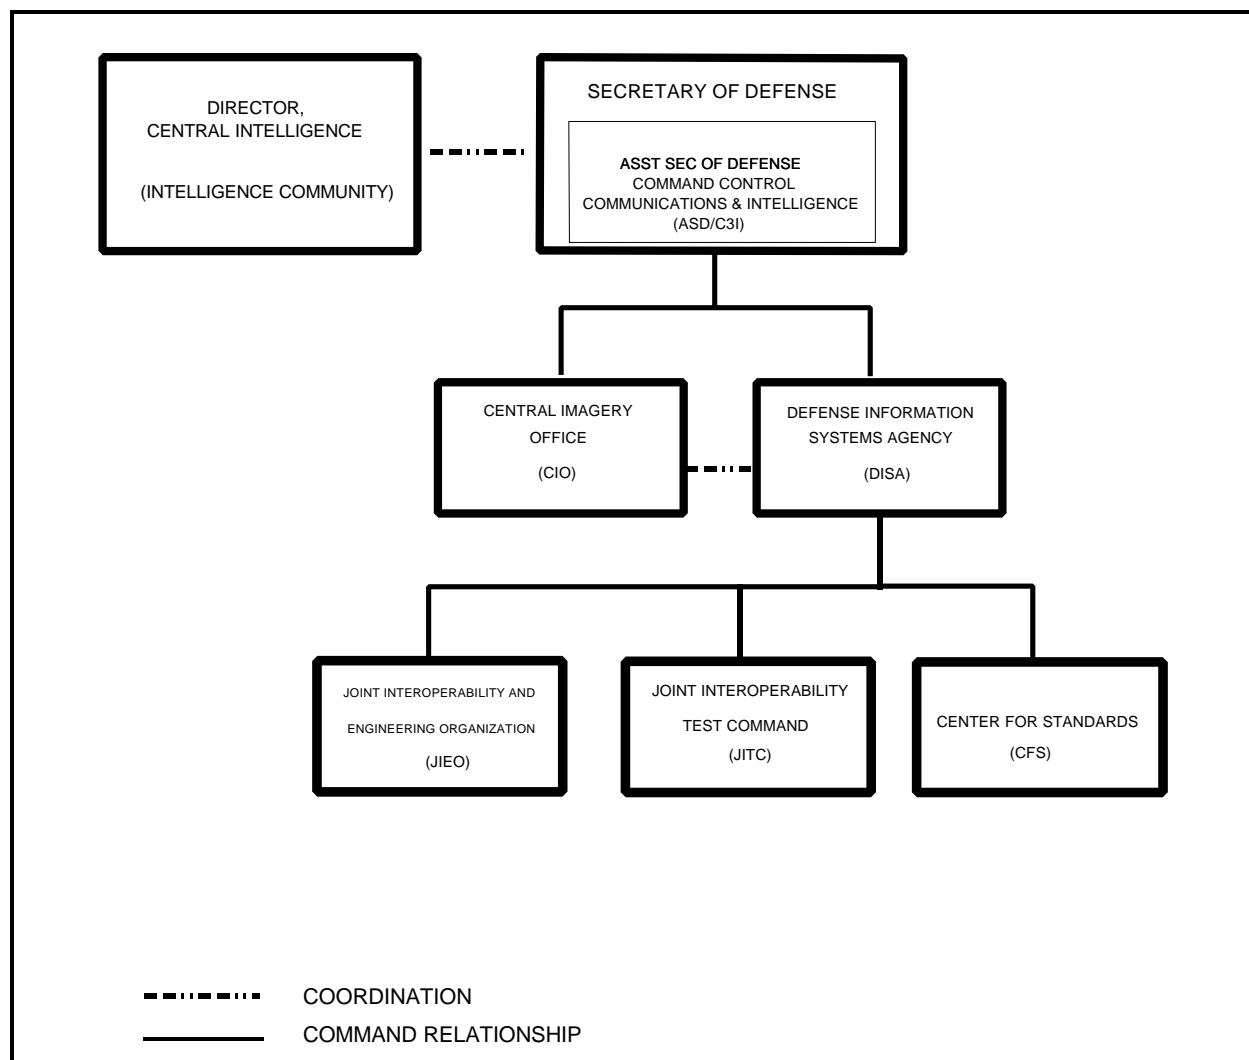 DIRECTOR,
CENTRAL INTELLIGENCE
(INTELLIGENCE COMMUNITY)
SECRETARY OF DEFENSE
ASST SEC OF DEFENSE
COMMAND CONTROL
COMMUNICATIONS & INTELLIGENCE
(ASD/C3I)
CENTRAL IMAGERY
OFFICE
(CIO)
DEFENSE INFORMATION
SYSTEMS AGENCY
(DISA)
JOINT INTEROPERABILITY AND
ENGINEERING ORGANIZATION
(JIEO)
JOINT INTEROPERABILITY
TEST COMMAND
(JITC)
CENTER FOR STANDARDS
(CFS)
COORDINATION
COMMAND RELATIONSHIP